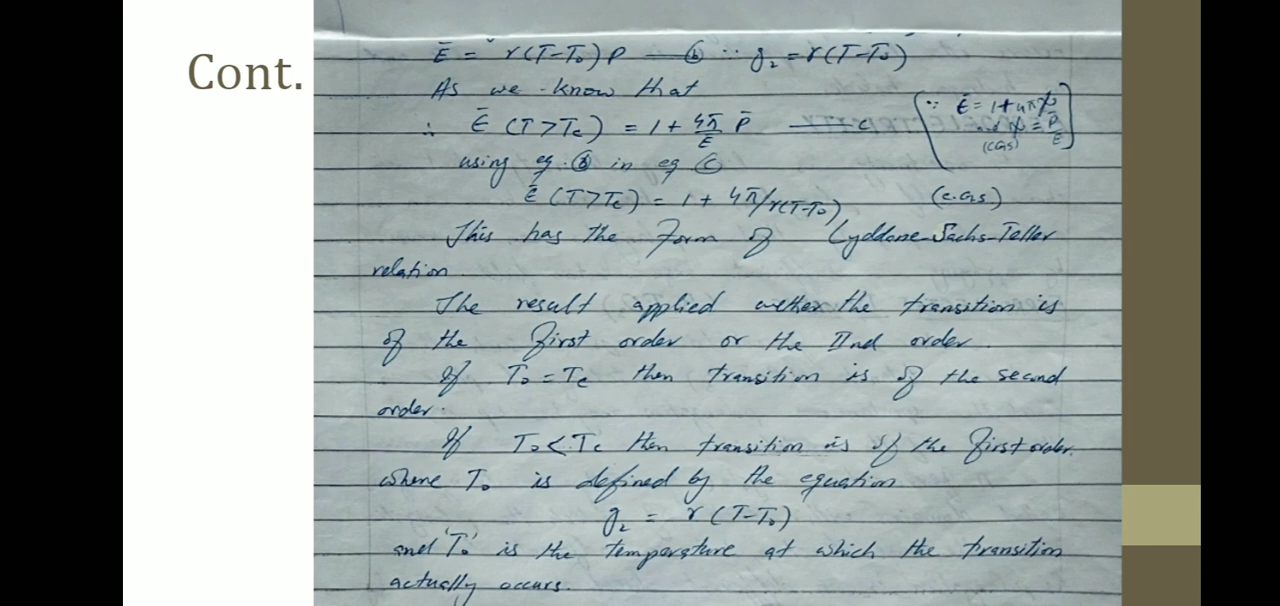 Cont.
Ē = γ(T-T₀)P —— ⓑ ∵ g₂ = γ(T-T₀)
As we know that
∴ Ē (T>Tc) = 1 + 4π/E P̄ —— c
[∵ Ē = 1 + 4πχ
χ = P̄/E
(CGS)]
using eq. ⓑ in eq ⓒ
Ē (T>Tc) = 1 + 4π/γ(T-T₀) (c.G.s)
This has the Form of Lyddane-Sachs-Teller
relation.
The result applied wether the transition is
of the first order or the IInd order.
If T₀ = Tc then transition is of the second
order.
If T₀ < Tc then transition is of the first order.
where T₀ is defined by the equation
g₂ = γ(T-T₀)
and 'T₀' is the temperature at which the transition
actually occurs.